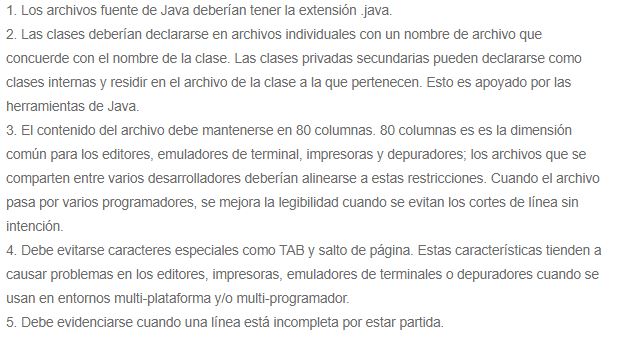 1. Los archivos fuente de Java deberían tener la extensión .java.
2. Las clases deberían declararse en archivos individuales con un nombre de archivo que
concuerde con el nombre de la clase. Las clases privadas secundarias pueden declararse como
clases internas y residir en el archivo de la clase a la que pertenecen. Esto es apoyado por las
herramientas de Java.
3. El contenido del archivo debe mantenerse en 80 columnas. 80 columnas es es la dimensión
común para los editores, emuladores de terminal, impresoras y depuradores; los archivos que se
comparten entre varios desarrolladores deberían alinearse a estas restricciones. Cuando el archivo
pasa por varios programadores, se mejora la legibilidad cuando se evitan los cortes de línea sin
intención.
4. Debe evitarse caracteres especiales como TAB y salto de página. Estas características tienden a
causar problemas en los editores, impresoras, emuladores de terminales o depuradores cuando se
usan en entornos multi-plataforma y/o multi-programador.
5. Debe evidenciarse cuando una línea está incompleta por estar partida.